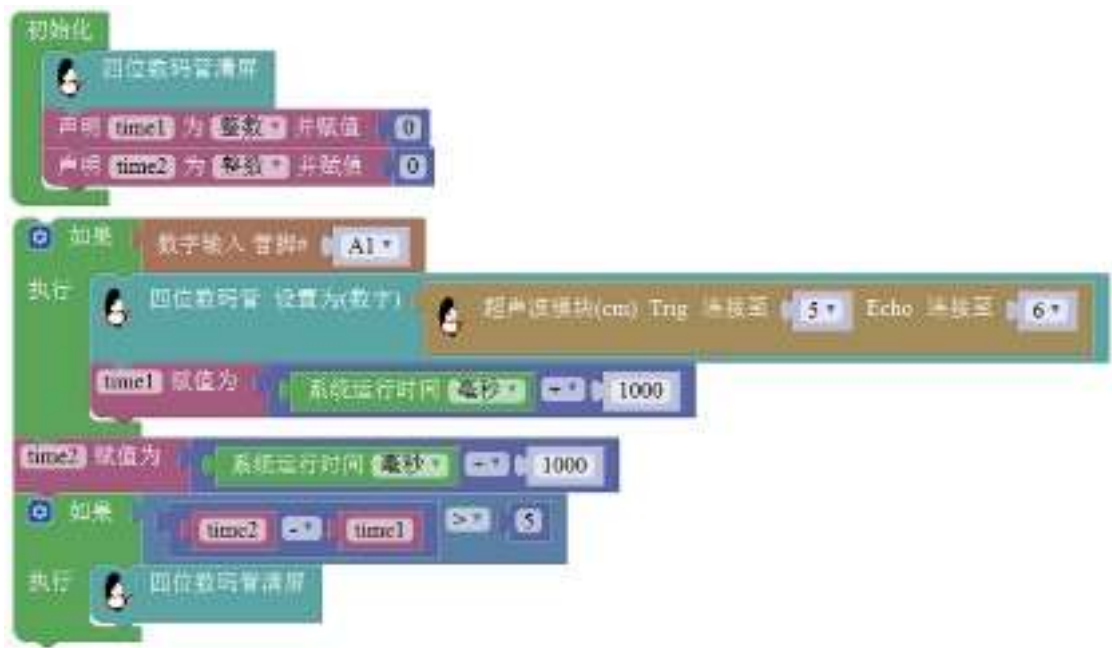 初始化
四位数码管清屏
声明 time1 为 整数 并赋值 0
声明 time2 为 整数 并赋值 0
如果 数字输入 管脚# A1
执行 四位数码管 设置为(数字) 超声波模块(cm) Trig 连接至 5 Echo 连接至 6
time1 赋值为 系统运行时间 毫秒 ÷ 1000
time2 赋值为 系统运行时间 毫秒 ÷ 1000
如果 time2 - time1 > 5
执行 四位数码管清屏